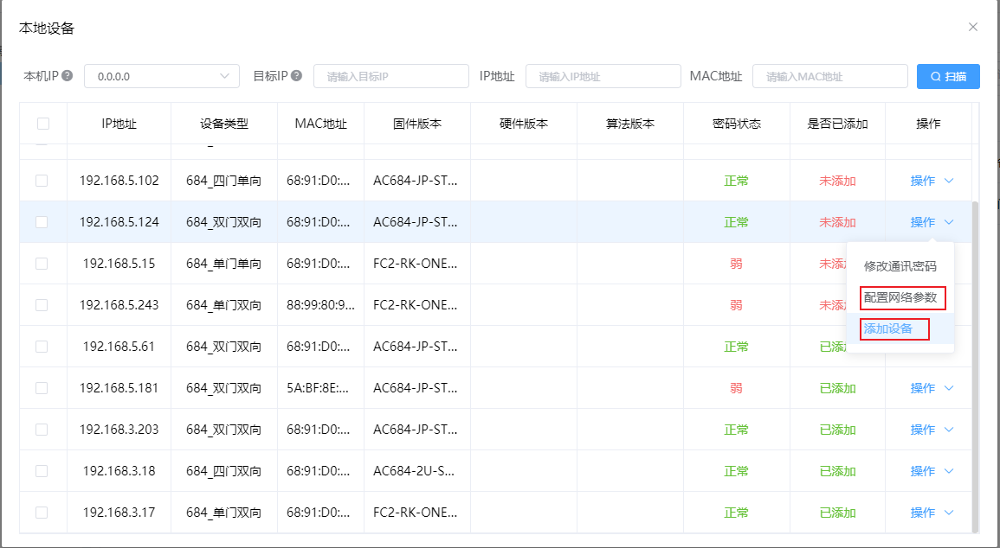 本地设备
本机IP 0.0.0.0 目标IP 请输入目标IP IP地址 请输入IP地址 MAC地址 请输入MAC地址 扫描
IP地址 设备类型 MAC地址 固件版本 硬件版本 算法版本 密码状态 是否已添加 操作
192.168.5.102 684_四门单向 68:91:D0:... AC684-JP-ST... 正常 未添加 操作
192.168.5.124 684_双门双向 68:91:D0:... AC684-JP-ST... 正常 未添加 操作
192.168.5.15 684_单门单向 68:91:D0:... FC2-RK-ONE... 弱 未添
修改通讯密码
192.168.5.243 684_单门双向 88:99:80:9... FC2-RK-ONE... 弱 未添
配置网络参数
添加设备
192.168.5.61 684_双门双向 68:91:D0:... AC684-JP-ST... 正常 已添
192.168.5.181 684_双门双向 5A:BF:8E:... AC684-JP-ST... 弱 已添加 操作
192.168.3.203 684_双门双向 68:91:D0:... AC684-JP-ST... 正常 已添加 操作
192.168.3.18 684_四门双向 68:91:D0:... AC684-2U-S... 正常 已添加 操作
192.168.3.17 684_单门双向 68:91:D0:... FC2-RK-ONE... 正常 已添加 操作